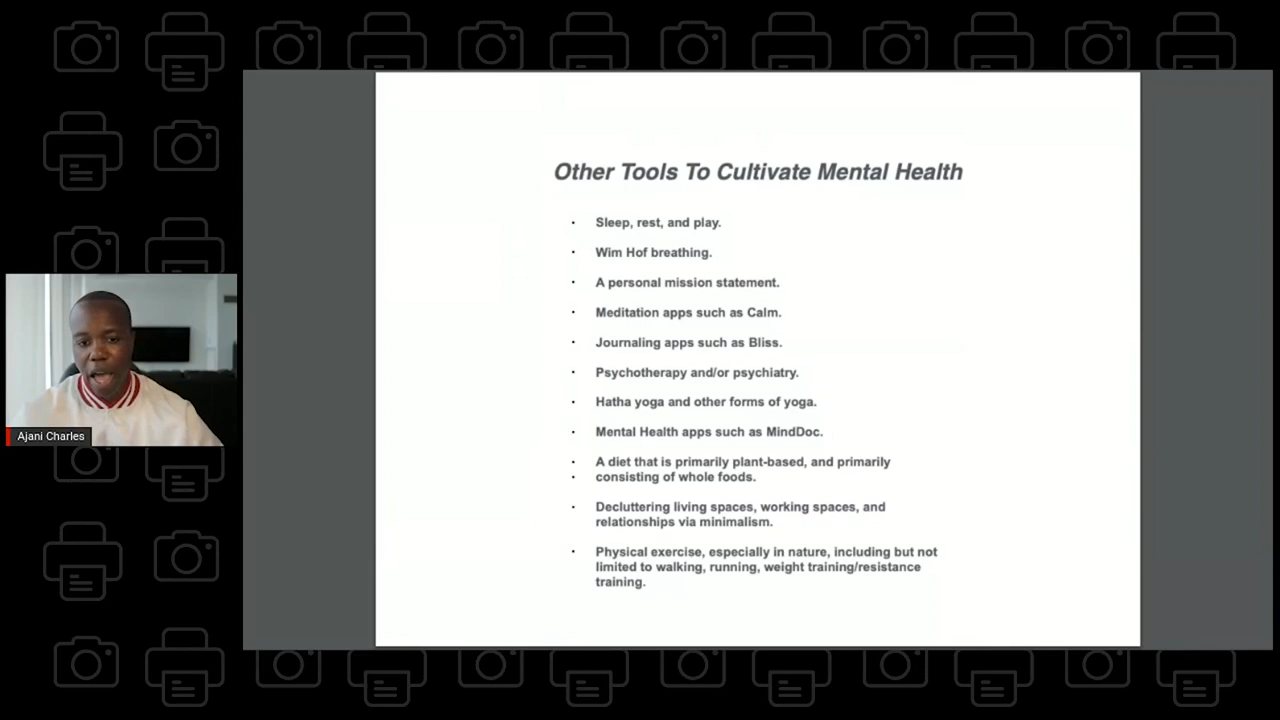 Other Tools To Cultivate Mental Health
• Sleep, rest, and play.
• Wim Hof breathing.
• A personal mission statement.
• Meditation apps such as Calm.
• Journaling apps such as Bliss.
• Psychotherapy and/or psychiatry.
• Hatha yoga and other forms of yoga.
• Mental Health apps such as MindDoc.
• A diet that is primarily plant-based, and primarily
• consisting of whole foods.
• Decluttering living spaces, working spaces, and
relationships via minimalism.
• Physical exercise, especially in nature, including but not
limited to walking, running, weight training/resistance
training.
Ajani Charles